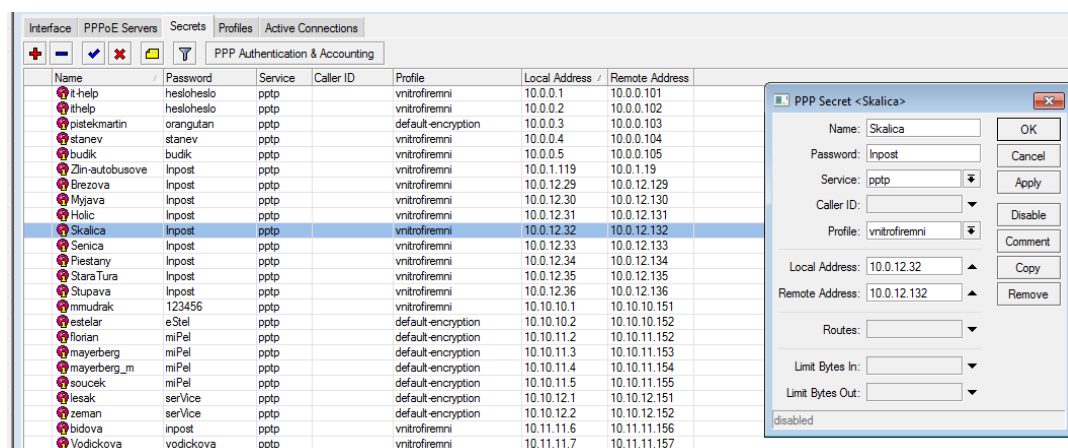 Interface PPPoE Servers Secrets Profiles Active Connections
PPP Authentication & Accounting
Name Password Service Caller ID Profile Local Address Remote Address
it-help hesloheslo pptp vnitrofiremni 10.0.0.1 10.0.0.101
ithelp hesloheslo pptp vnitrofiremni 10.0.0.2 10.0.0.102
pistekmartin orangutan pptp default-encryption 10.0.0.3 10.0.0.103
stanev stanev pptp vnitrofiremni 10.0.0.4 10.0.0.104
budik budik pptp vnitrofiremni 10.0.0.5 10.0.0.105
Zlin-autobusove Inpost pptp vnitrofiremni 10.0.1.119 10.0.1.19
Brezova Inpost pptp vnitrofiremni 10.0.12.29 10.0.12.129
Myjava Inpost pptp vnitrofiremni 10.0.12.30 10.0.12.130
Holic Inpost pptp vnitrofiremni 10.0.12.31 10.0.12.131
Skalica Inpost pptp vnitrofiremni 10.0.12.32 10.0.12.132
Senica Inpost pptp vnitrofiremni 10.0.12.33 10.0.12.133
Piestany Inpost pptp vnitrofiremni 10.0.12.34 10.0.12.134
Stara Tura Inpost pptp vnitrofiremni 10.0.12.35 10.0.12.135
Stupava Inpost pptp vnitrofiremni 10.0.12.36 10.0.12.136
mmudrak 123456 pptp vnitrofiremni 10.10.10.1 10.10.10.151
estelar eStel pptp default-encryption 10.10.10.2 10.10.10.152
florian miPel pptp default-encryption 10.10.11.2 10.10.11.152
mayerberg miPel pptp default-encryption 10.10.11.3 10.10.11.153
mayerberg_m miPel pptp default-encryption 10.10.11.4 10.10.11.154
soucek miPel pptp default-encryption 10.10.11.5 10.10.11.155
lesak serVice pptp default-encryption 10.10.12.1 10.10.12.151
zeman serVice pptp default-encryption 10.10.12.2 10.10.12.152
bidova inpost pptp vnitrofiremni 10.11.11.6 10.11.11.156
Vodickova vodickova pptp vnitrofiremni 10.11.11.7 10.11.11.157
PPP Secret <Skalica>
Name: Skalica OK
Password: Inpost Cancel
Service: pptp Apply
Caller ID:
Disable
Profile: vnitrofiremni
Comment
Local Address: 10.0.12.32 Copy
Remote Address: 10.0.12.132 Remove
Routes:
Limit Bytes In:
Limit Bytes Out:
disabled